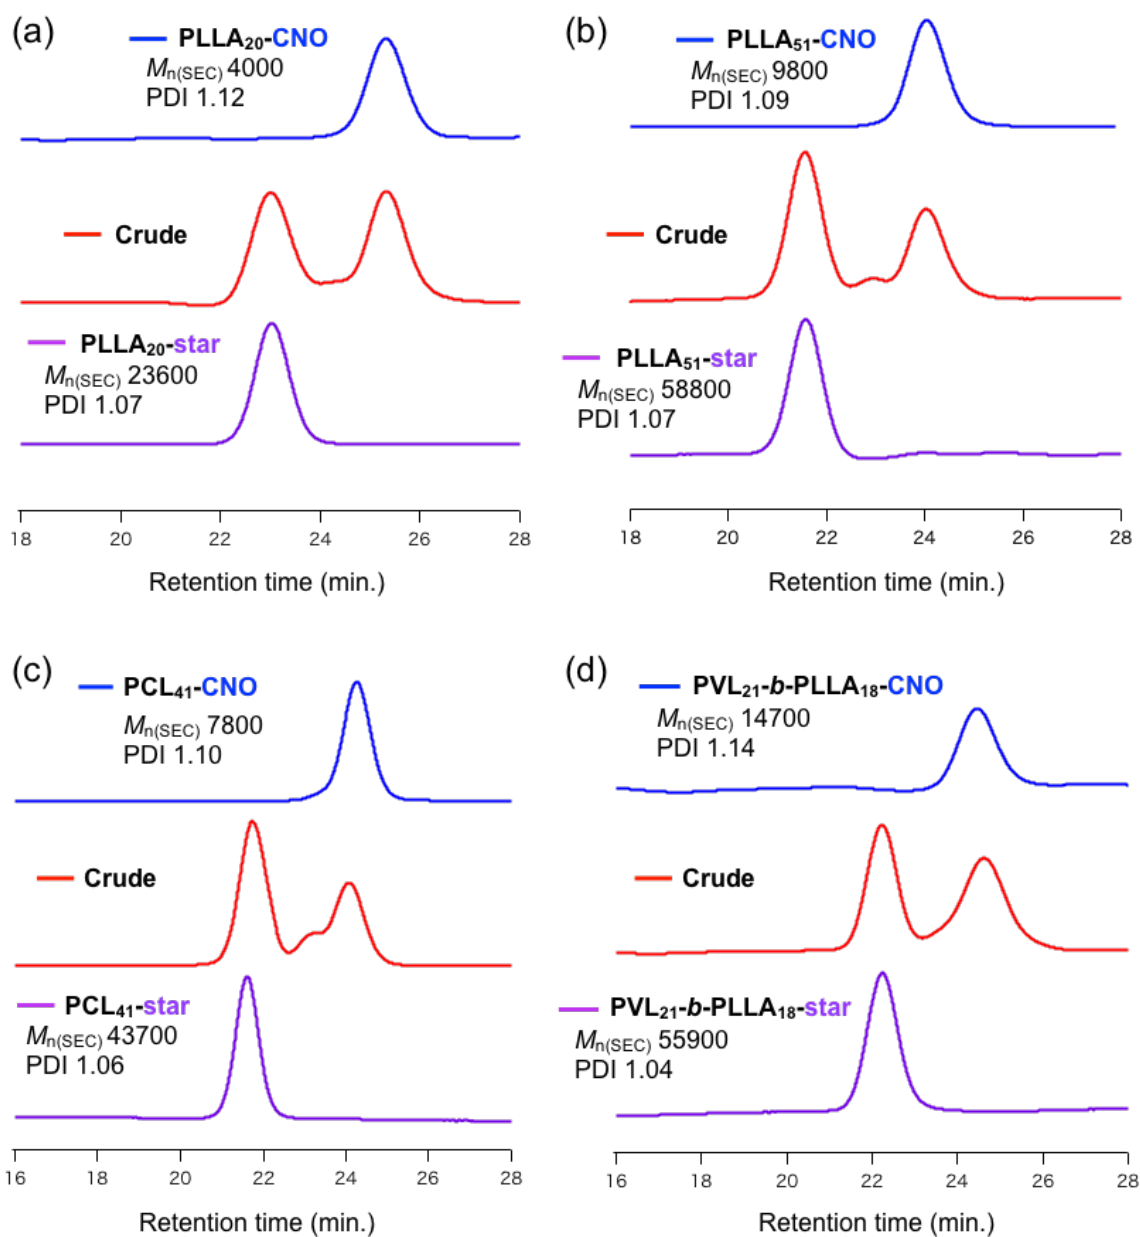 (a)
PLLA20-CNO
Mn(SEC) 4000
PDI 1.12
Crude
PLLA20-star
Mn(SEC) 23600
PDI 1.07
18 20 22 24 26 28
Retention time (min.)
(b)
PLLA51-CNO
Mn(SEC) 9800
PDI 1.09
Crude
PLLA51-star
Mn(SEC) 58800
PDI 1.07
18 20 22 24 26 28
Retention time (min.)
(c)
PCL41-CNO
Mn(SEC) 7800
PDI 1.10
Crude
PCL41-star
Mn(SEC) 43700
PDI 1.06
16 18 20 22 24 26 28
Retention time (min.)
(d)
PVL21-b-PLLA18-CNO
Mn(SEC) 14700
PDI 1.14
Crude
PVL21-b-PLLA18-star
Mn(SEC) 55900
PDI 1.04
16 18 20 22 24 26 28
Retention time (min.)